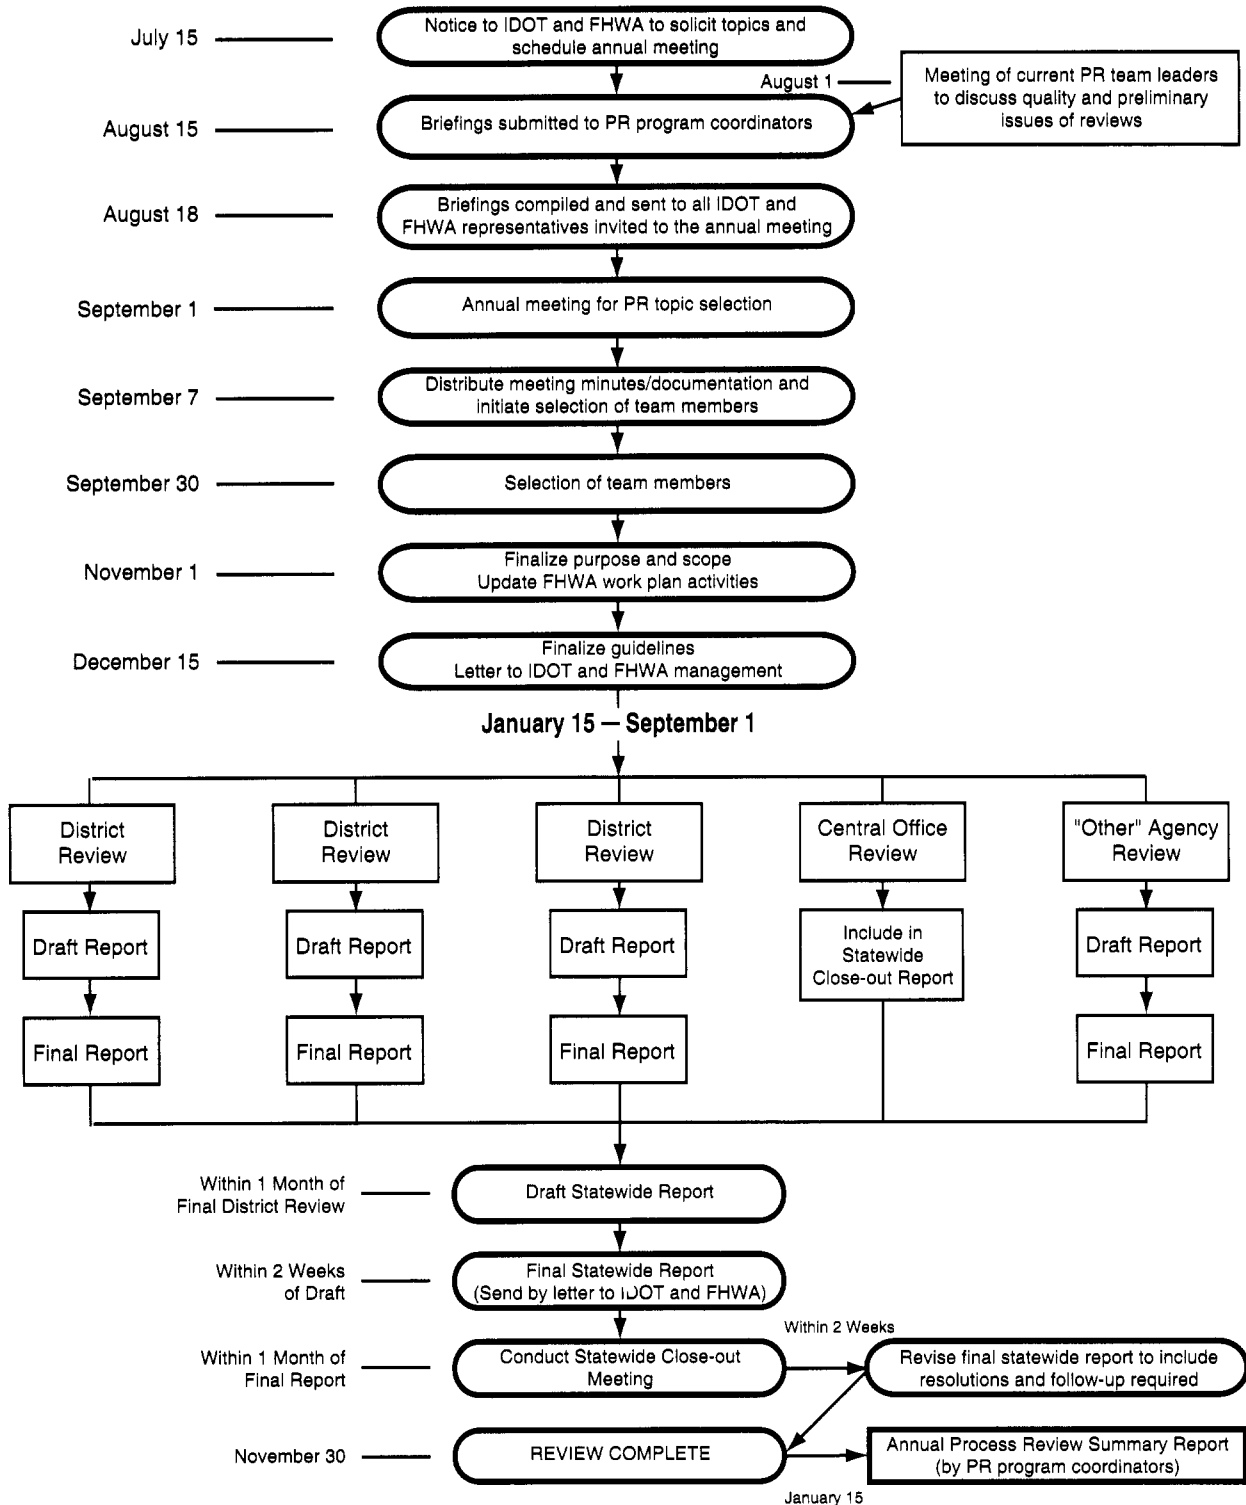 July 15
Notice to IDOT and FHWA to solicit topics and
schedule annual meeting
August 1
Meeting of current PR team leaders
to discuss quality and preliminary
issues of reviews
August 15
Briefings submitted to PR program coordinators
August 18
Briefings compiled and sent to all IDOT and
FHWA representatives invited to the annual meeting
September 1
Annual meeting for PR topic selection
September 7
Distribute meeting minutes/documentation and
initiate selection of team members
September 30
Selection of team members
November 1
Finalize purpose and scope
Update FHWA work plan activities
December 15
Finalize guidelines
Letter to IDOT and FHWA management
January 15 — September 1
District
Review
Draft Report
Final Report
District
Review
Draft Report
Final Report
District
Review
Draft Report
Final Report
Central Office
Review
Include in
Statewide
Close-out Report
"Other" Agency
Review
Draft Report
Final Report
Within 1 Month of
Final District Review
Draft Statewide Report
Within 2 Weeks
of Draft
Final Statewide Report
(Send by letter to IDOT and FHWA)
Within 1 Month of
Final Report
Conduct Statewide Close-out
Meeting
Within 2 Weeks
Revise final statewide report to include
resolutions and follow-up required
November 30
REVIEW COMPLETE
January 15
Annual Process Review Summary Report
(by PR program coordinators)